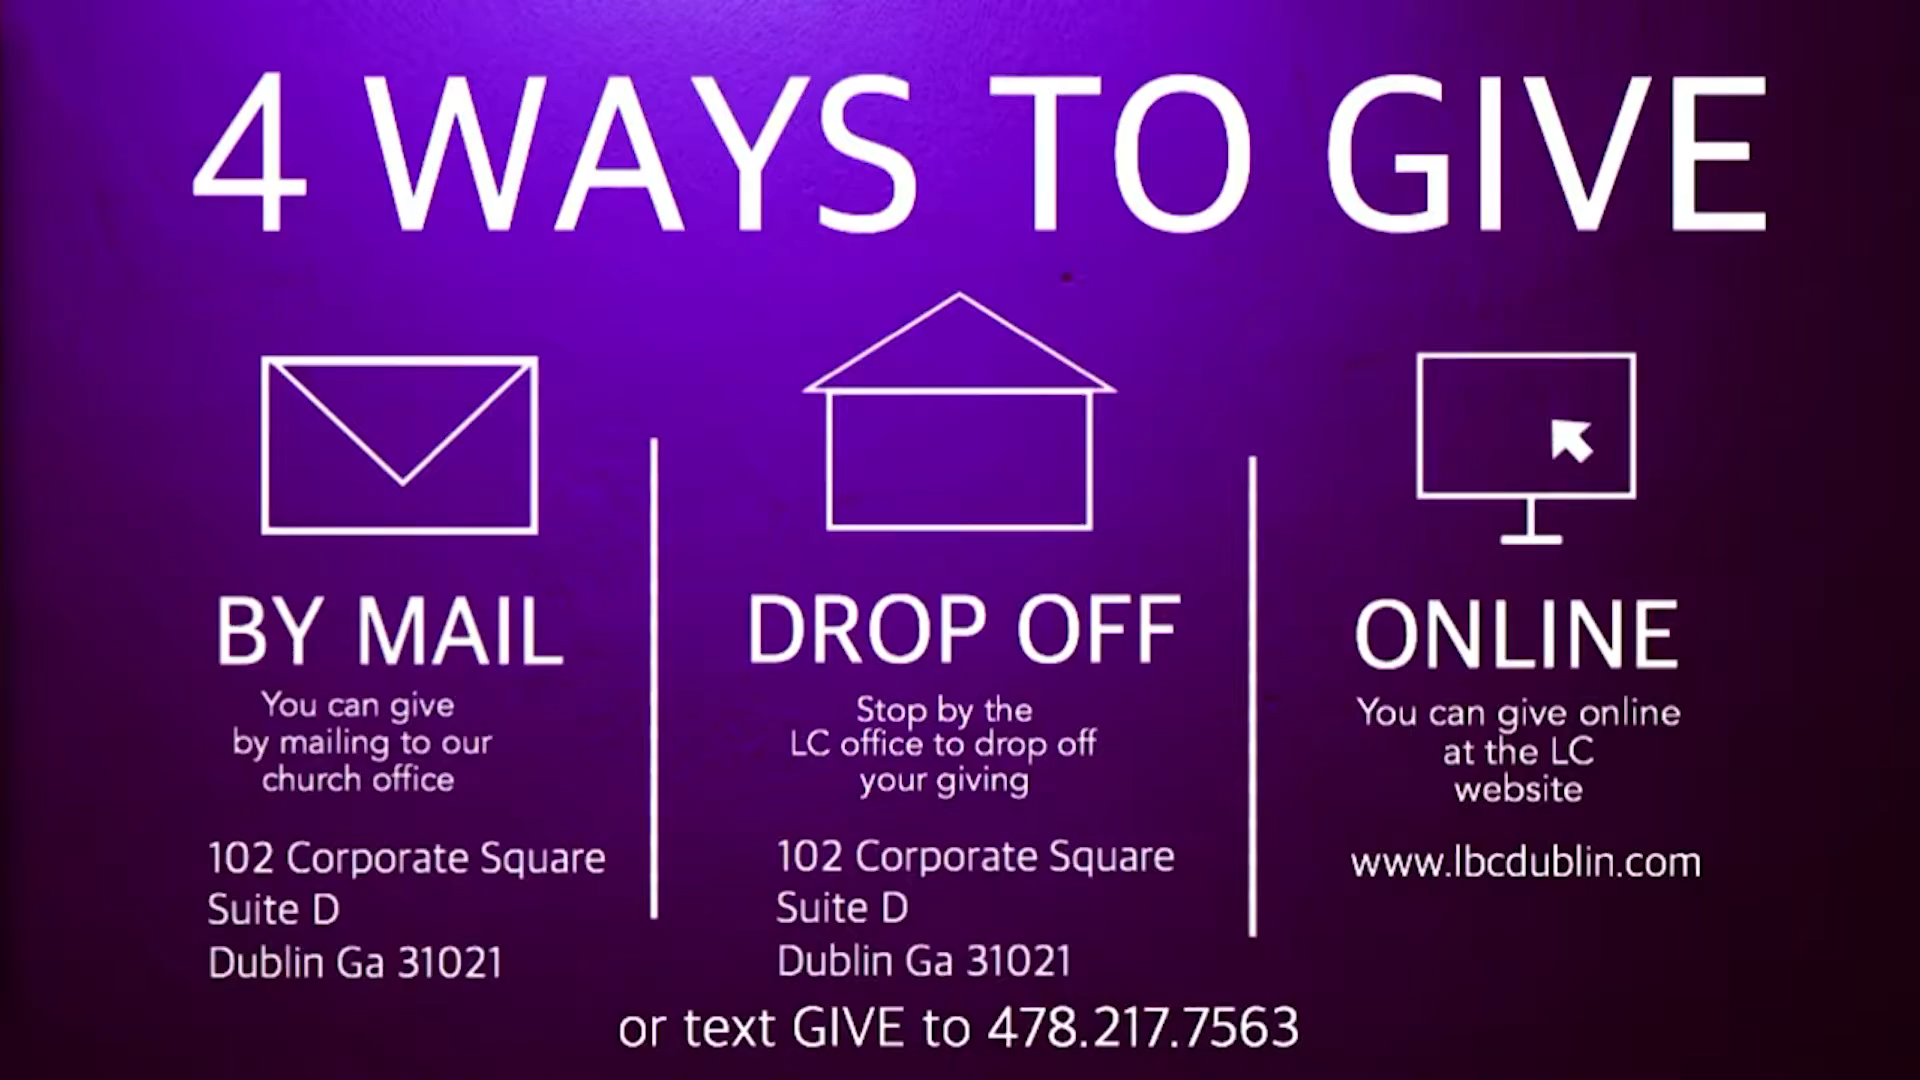 4 WAYS TO GIVE
BY MAIL
You can give
by mailing to our
church office
102 Corporate Square
Suite D
Dublin Ga 31021
DROP OFF
Stop by the
LC office to drop off
your giving
102 Corporate Square
Suite D
Dublin Ga 31021
ONLINE
You can give online
at the LC
website
www.lbcdublin.com
or text GIVE to 478.217.7563